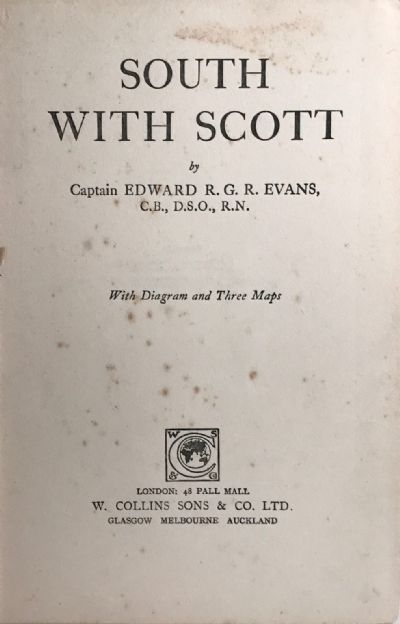 SOUTH
WITH SCOTT
by
Captain EDWARD R. G. R. EVANS,
C.B., D.S.O., R.N.
With Diagram and Three Maps
W S
C
& C
LONDON: 48 PALL MALL
W. COLLINS SONS & CO. LTD.
GLASGOW MELBOURNE AUCKLAND